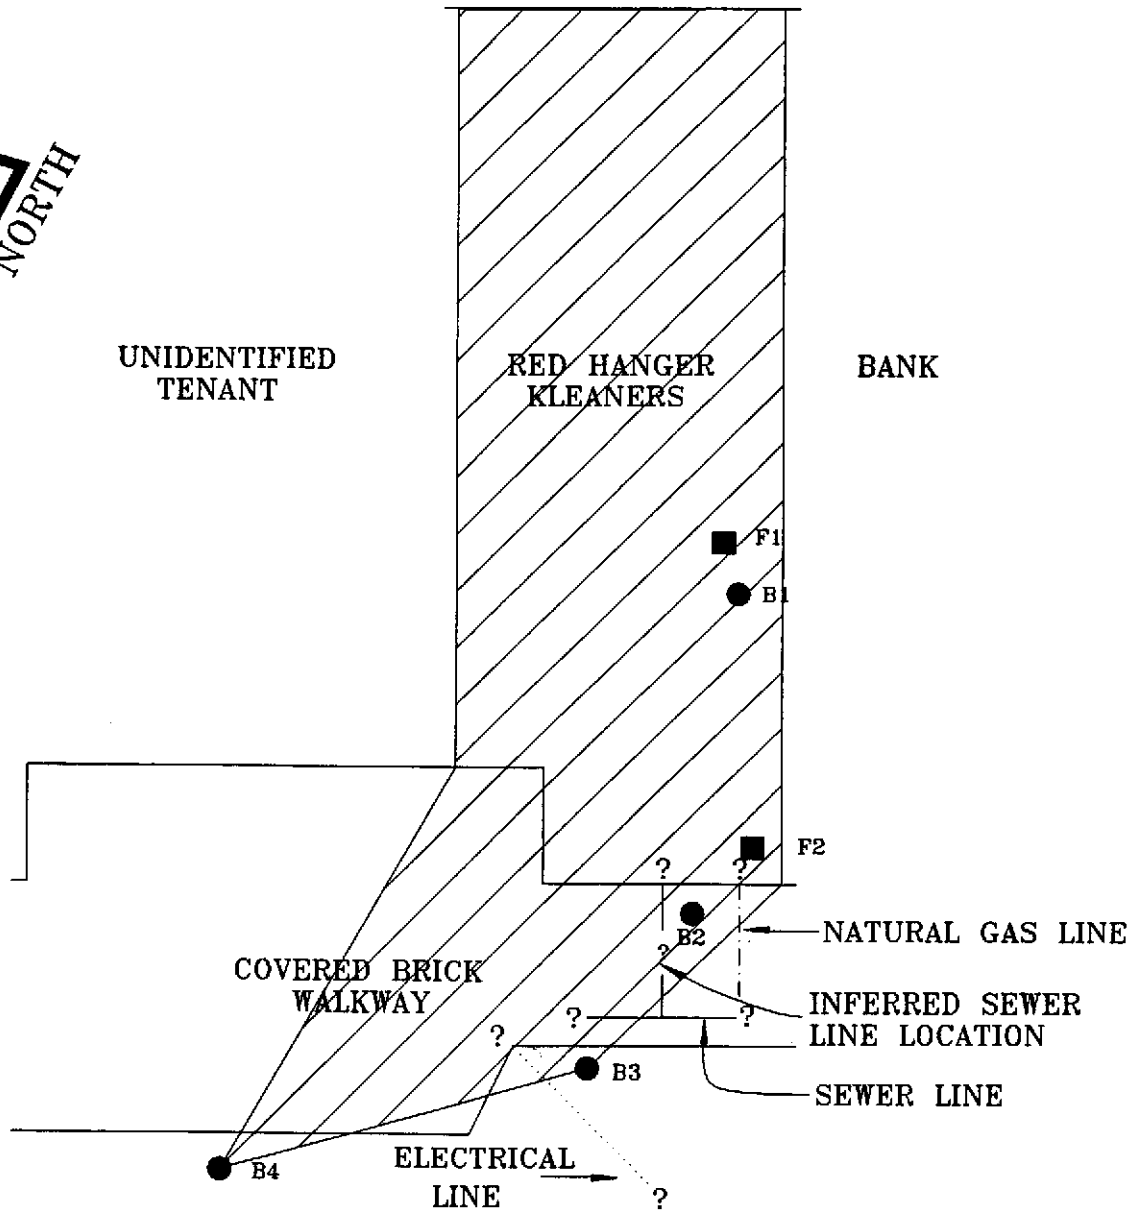 NORTH
UNIDENTIFIED
TENANT
RED HANGER
KLEANERS
BANK
F1
B1
F2
?
?
B2
NATURAL GAS LINE
?
COVERED BRICK
WALKWAY
INFERRED SEWER
LINE LOCATION
?
?
?
B3
SEWER LINE
B4
ELECTRICAL
LINE
?